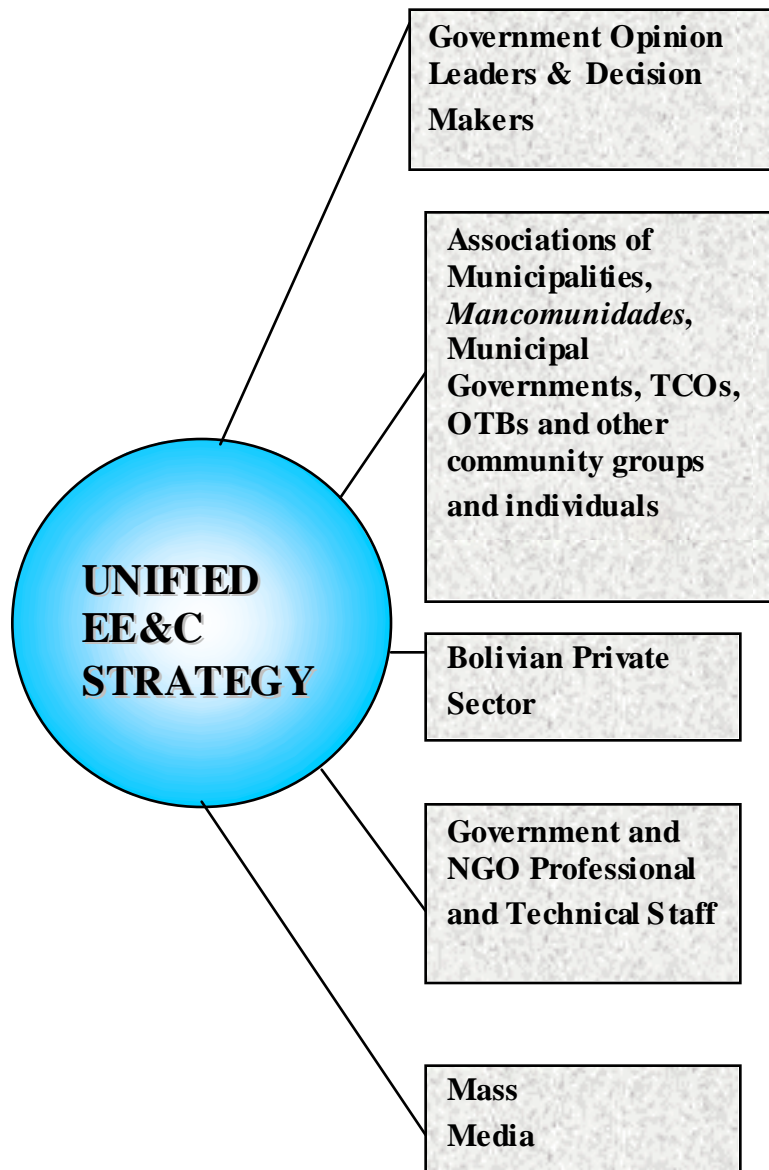 Government Opinion
Leaders & Decision
Makers
Associations of
Municipalities,
Mancomunidades,
Municipal
Governments, TCOs,
OTBs and other
community groups
and individuals
UNIFIED
EE&C
STRATEGY
Bolivian Private
Sector
Government and
NGO Professional
and Technical Staff
Mass
Media